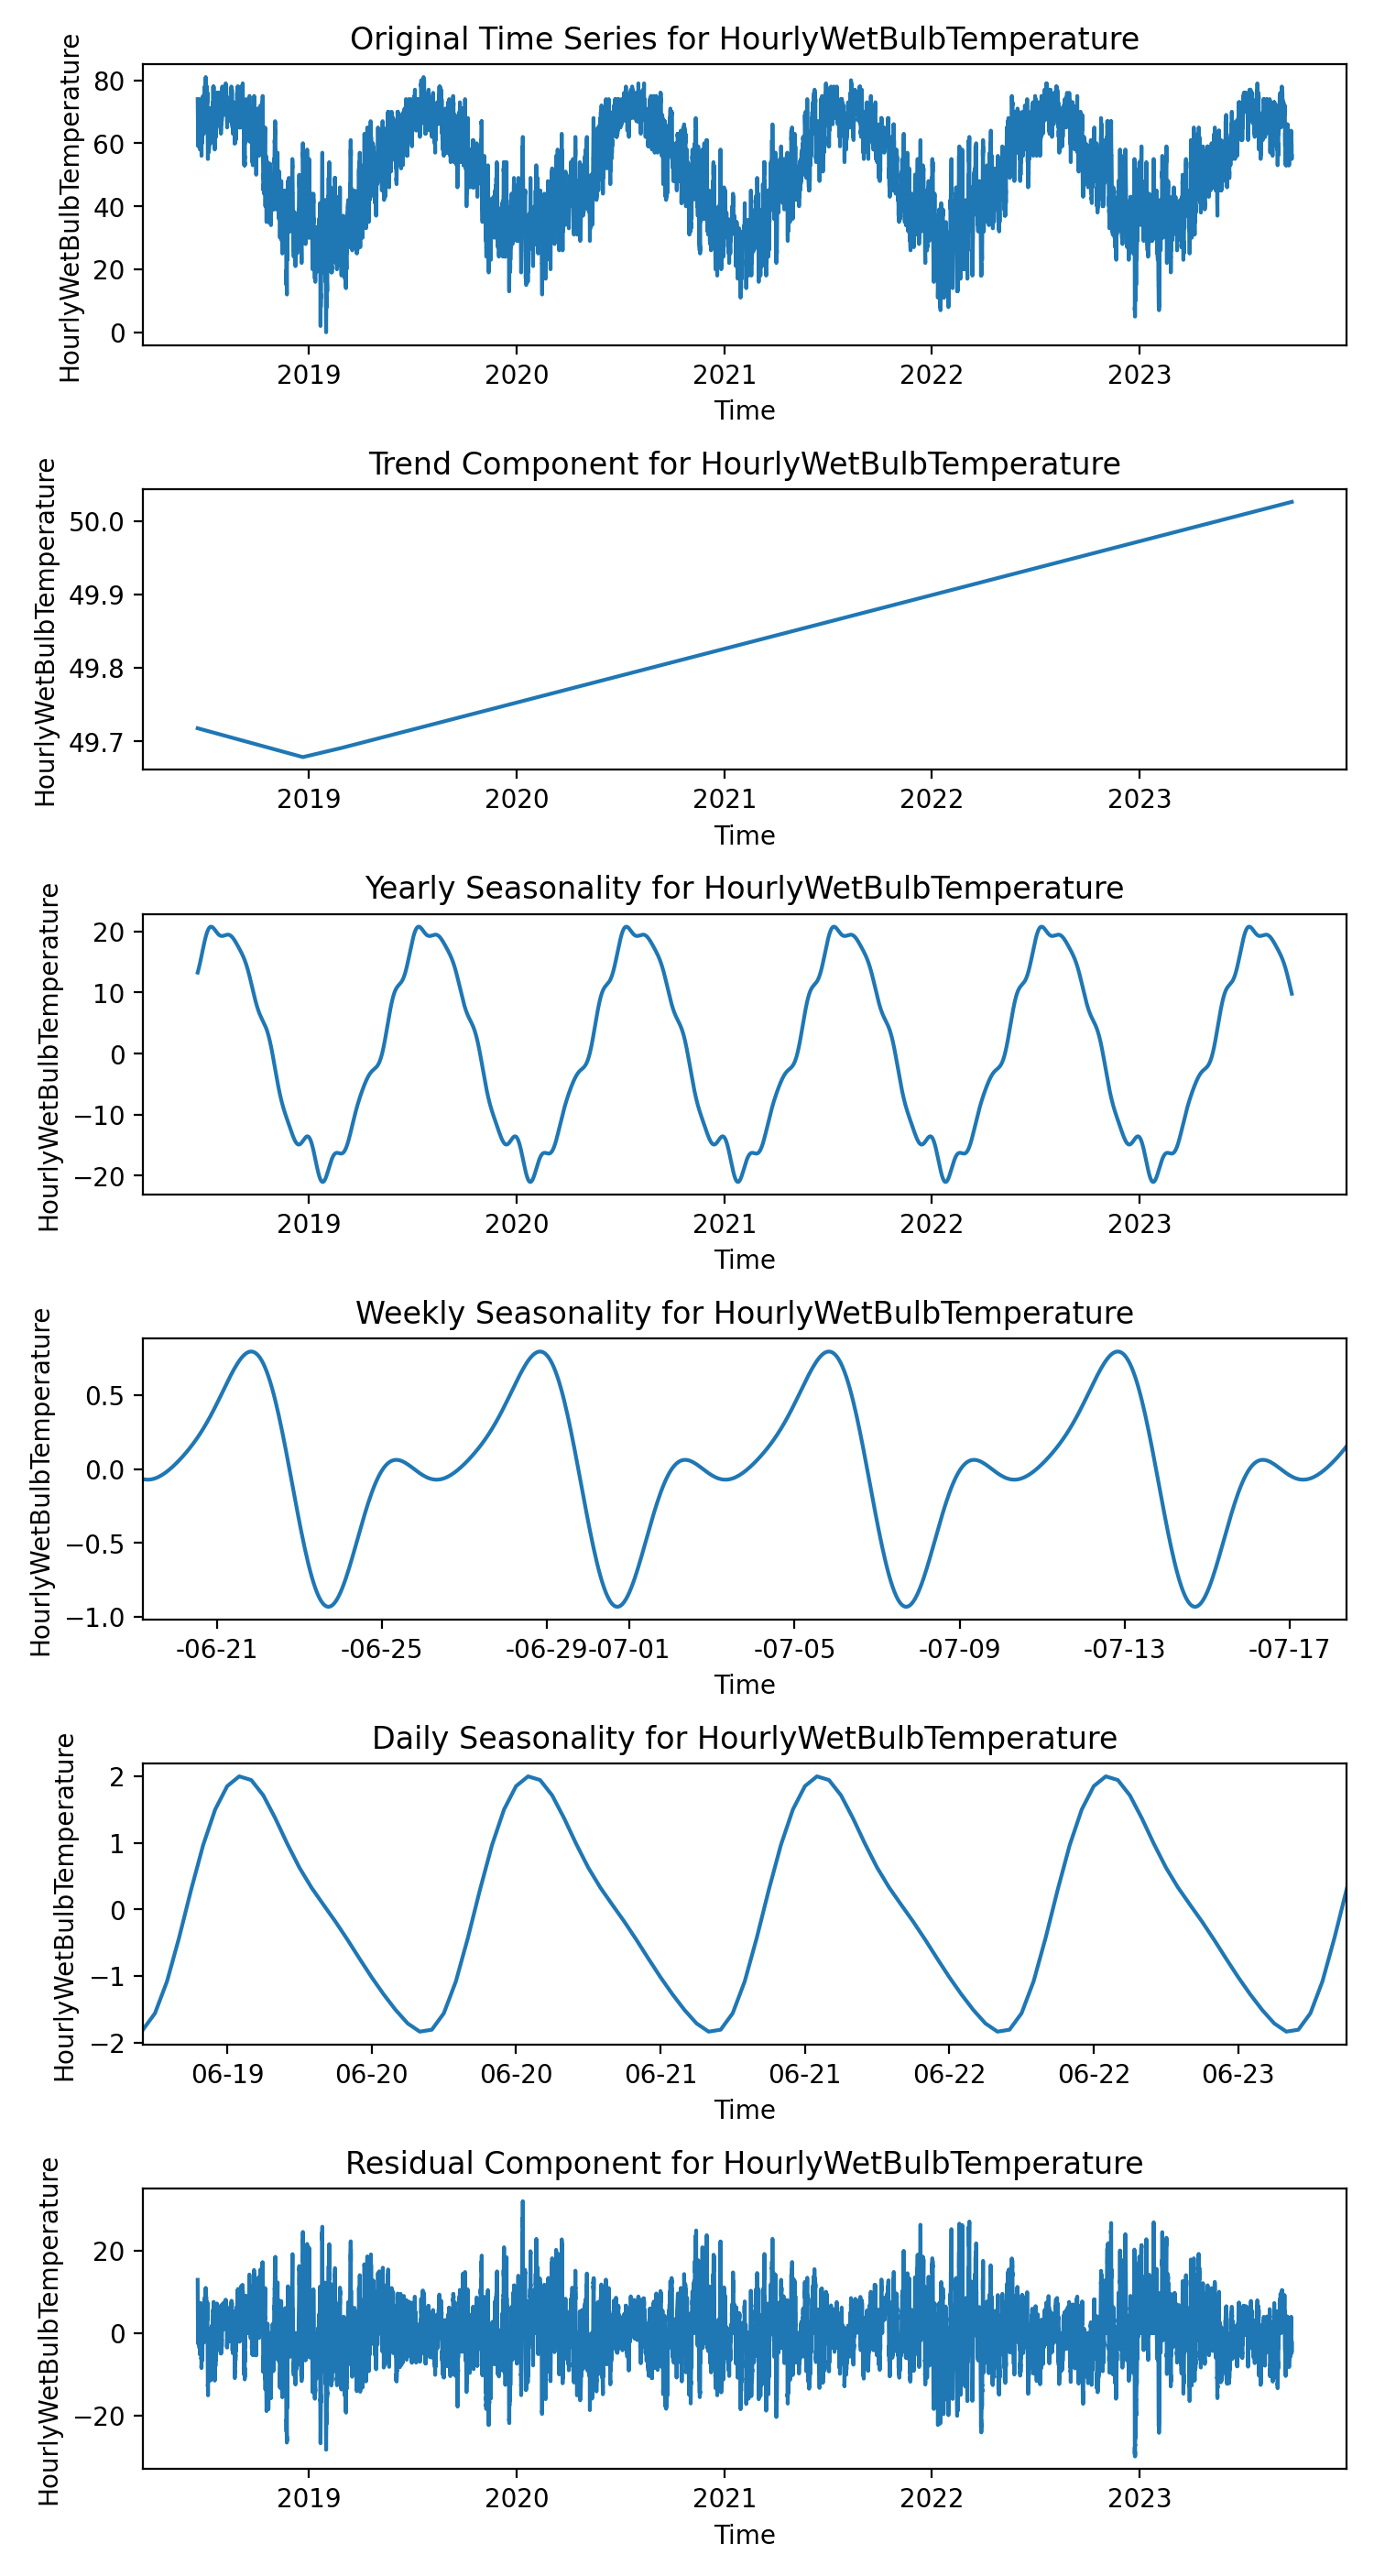 Original Time Series for HourlyWetBulbTemperature
HourlyWetBulbTemperature
80
60
40
20
0
2019 2020 2021 2022 2023
Time
Trend Component for HourlyWetBulbTemperature
HourlyWetBulbTemperature
50.0
49.9
49.8
49.7
2019 2020 2021 2022 2023
Time
Yearly Seasonality for HourlyWetBulbTemperature
HourlyWetBulbTemperature
20
10
0
−10
−20
2019 2020 2021 2022 2023
Time
Weekly Seasonality for HourlyWetBulbTemperature
HourlyWetBulbTemperature
0.5
0.0
−0.5
−1.0
-06-21 -06-25 -06-29 -07-01 -07-05 -07-09 -07-13 -07-17
Time
Daily Seasonality for HourlyWetBulbTemperature
HourlyWetBulbTemperature
2
1
0
−1
−2
06-19 06-20 06-20 06-21 06-21 06-22 06-22 06-23
Time
Residual Component for HourlyWetBulbTemperature
HourlyWetBulbTemperature
20
0
−20
2019 2020 2021 2022 2023
Time